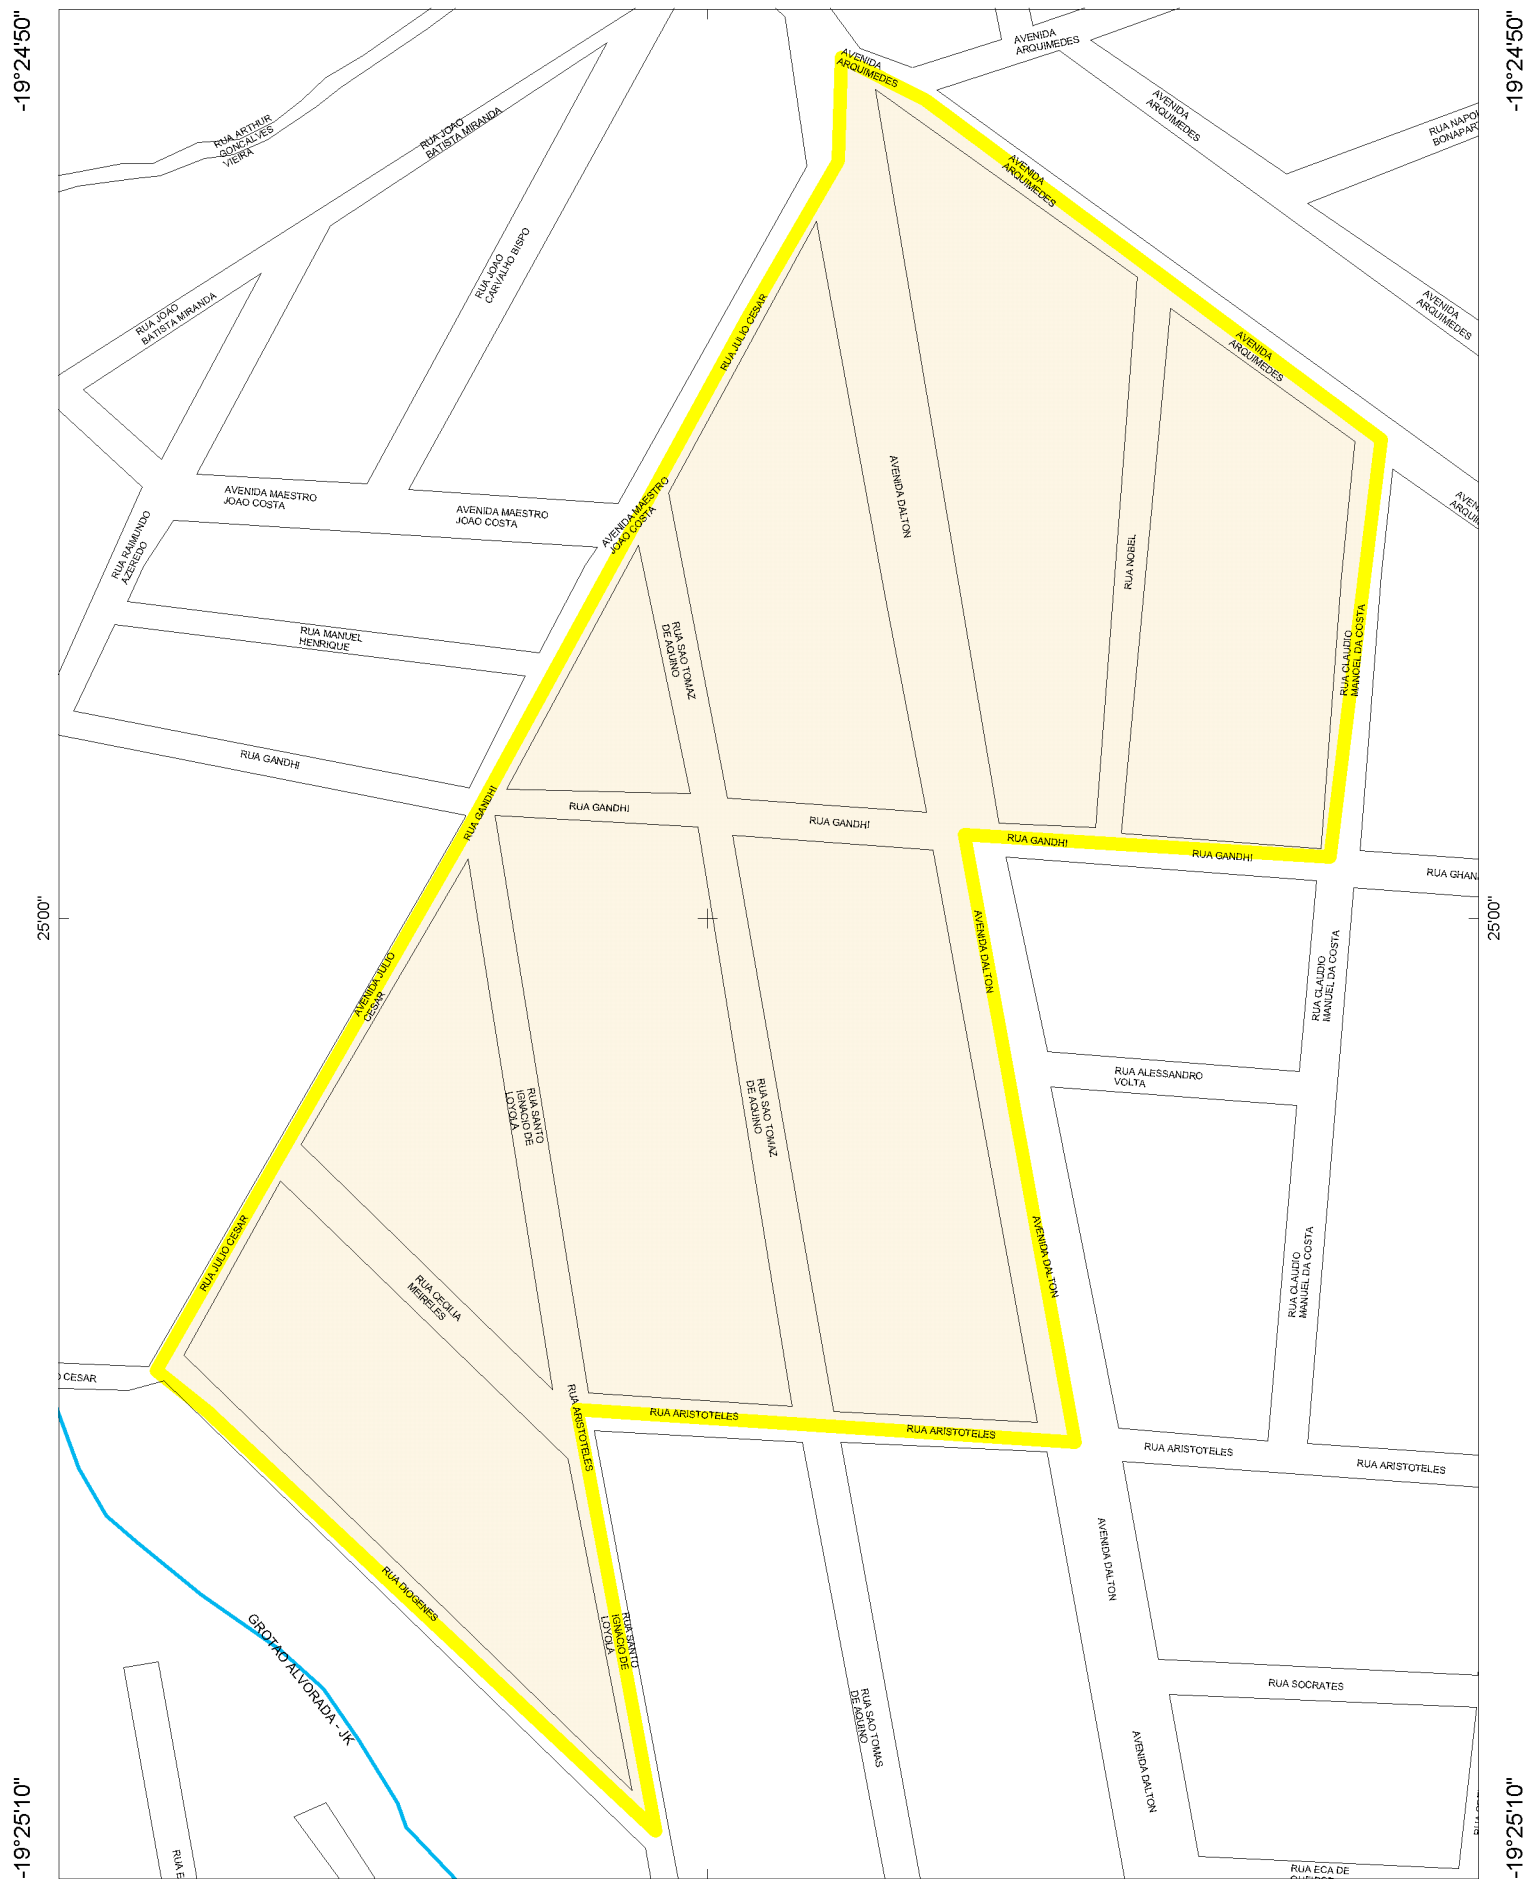 -19°24'50"
-19°24'50"
AVENIDA
ARQUIMEDES
AVENIDA
ARQUIMEDES
AVENIDA
ARQUIMEDES
RUA ARTHUR
GONCALVES
VIEIRA
RUA JOAO
BATISTA MIRANDA
AVENIDA
ARQUIMEDES
RUA JOAO
CARVALHO BISPO
RUA JOAO
BATISTA MIRANDA
RUA JULIO CESAR
AVENIDA
ARQUIMEDES
AVENIDA
ARQUIMEDES
AVENIDA MAESTRO
JOAO COSTA
AVENIDA MAESTRO
JOAO COSTA
AVENIDA MAESTRO
JOAO COSTA
AVENIDA DALTON
RUA RAIMUNDO
AZEREDO
RUA NOBEL
RUA MANUEL
HENRIQUE
RUA SAO TOMAZ
DE AQUINO
RUA CLAUDIO
MANOEL DA COSTA
RUA GANDHI
RUA GANDHI
RUA GANDHI
RUA GANDHI
RUA GANDHI
RUA GANDHI
25'00"
25'00"
AVENIDA JULIO
CESAR
AVENIDA DALTON
RUA CLAUDIO
MANUEL DA COSTA
RUA ALESSANDRO
VOLTA
RUA SANTO
IGNACIO DE
LOYOLA
RUA SAO TOMAZ
DE AQUINO
RUA JULIO CESAR
AVENIDA DALTON
RUA CLAUDIO
MANUEL DA COSTA
RUA CECILIA
MEIRELES
CESAR
RUA ARISTOTELES
RUA ARISTOTELES
RUA ARISTOTELES
RUA ARISTOTELES
RUA ARISTOTELES
RUA DIOGENES
AVENIDA DALTON
GROTAO ALVORADA - JK
RUA SANTO
IGNACIO DE
LOYOLA
RUA SAO TOMAS
DE AQUINO
RUA SOCRATES
AVENIDA DALTON
-19°25'10"
-19°25'10"
RUA ECA DE